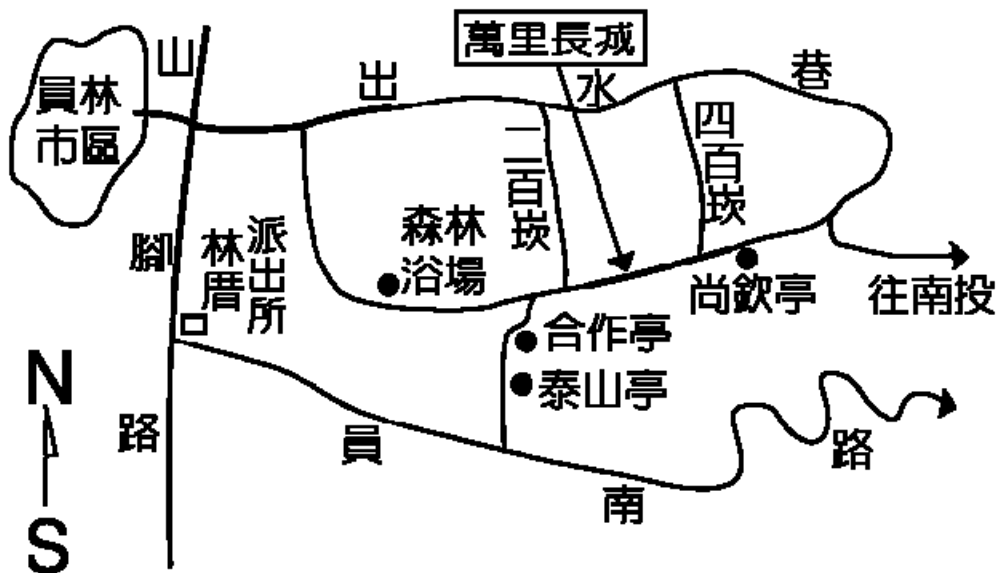 萬里長城
員林
市區
山腳路
出水巷
三百崁
四百崁
森林
浴場
林厝
派出所
尚欽亭
往南投
合作亭
泰山亭
員南路
N
S